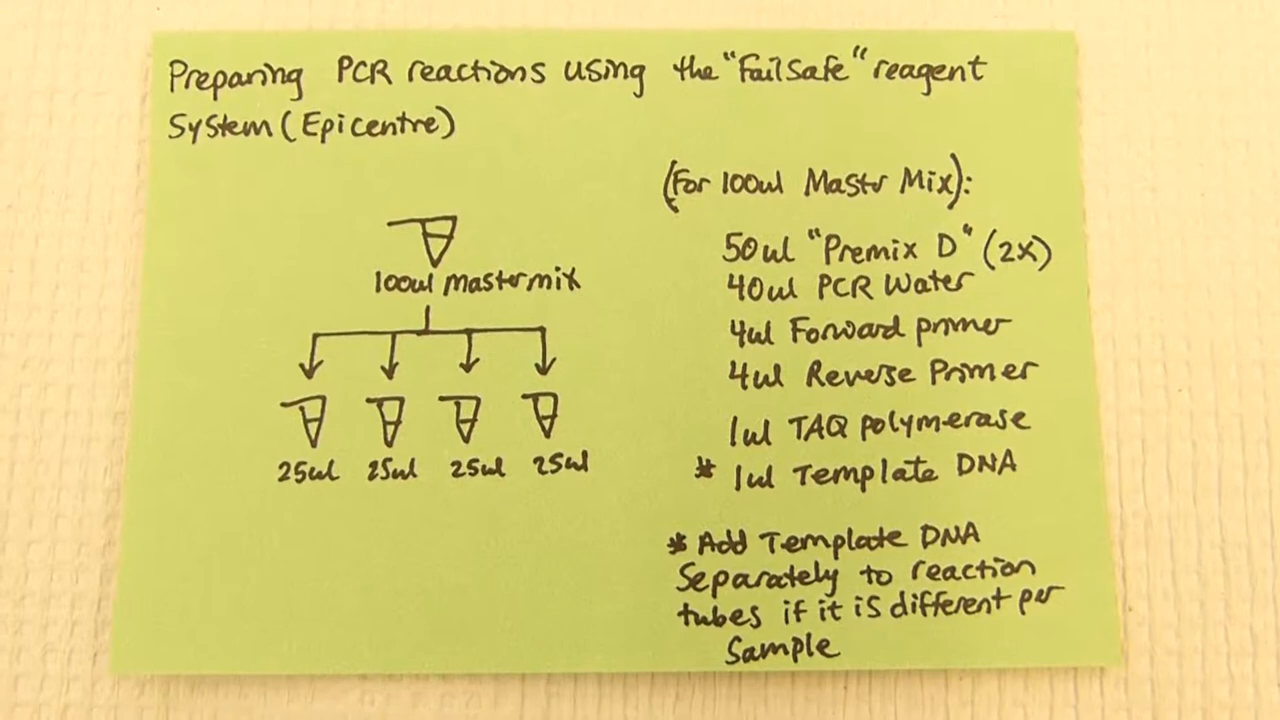 Preparing PCR reactions using the "FailSafe" reagent
System (Epicentre)
(For 100ul Master Mix):
50ul "Premix D" (2X)
40ul PCR Water
4ul Forward primer
4ul Reverse Primer
1ul TAQ polymerase
* 1ul Template DNA
* Add Template DNA
Separately to reaction
tubes if it is different per
Sample
100ul Mastermix
25ul 25ul 25ul 25ul